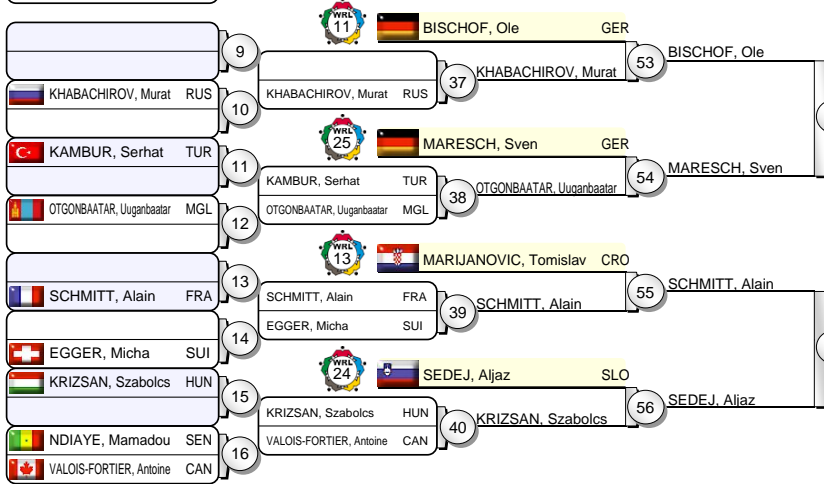 WRL
11
BISCHOF, Ole GER
9
53
BISCHOF, Ole
KHABACHIROV, Murat
37
KHABACHIROV, Murat RUS
KHABACHIROV, Murat RUS
10
WRL
25
MARESCH, Sven GER
KAMBUR, Serhat TUR
11
54
MARESCH, Sven
KAMBUR, Serhat TUR
OTGONBAATAR, Uuganbaatar
38
OTGONBAATAR, Uuganbaatar MGL
OTGONBAATAR, Uuganbaatar MGL
12
WRL
13
MARIJANOVIC, Tomislav CRO
13
55
SCHMITT, Alain
SCHMITT, Alain FRA
SCHMITT, Alain FRA
SCHMITT, Alain
39
EGGER, Micha SUI
14
EGGER, Micha SUI
WRL
24
SEDEJ, Aljaz SLO
KRIZSAN, Szabolcs HUN
15
56
SEDEJ, Aljaz
KRIZSAN, Szabolcs HUN
KRIZSAN, Szabolcs
40
NDIAYE, Mamadou SEN
VALOIS-FORTIER, Antoine CAN
16
VALOIS-FORTIER, Antoine CAN